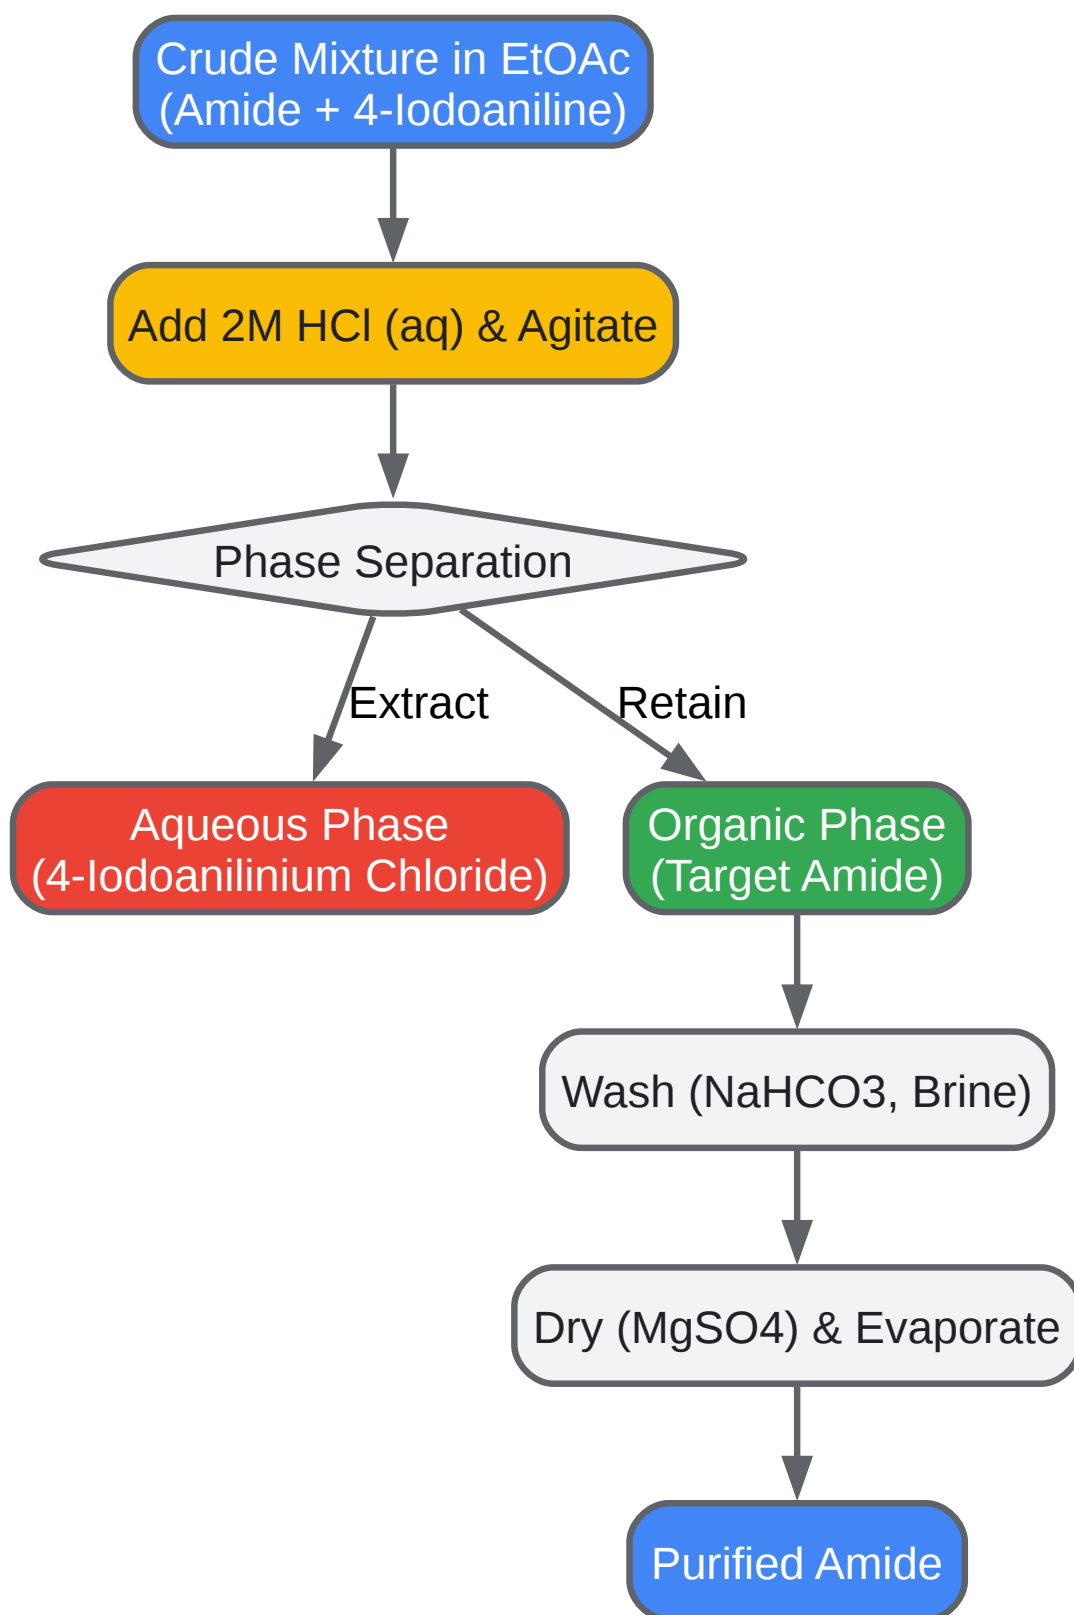 Crude Mixture in EtOAc
(Amide + 4-Iodoaniline)
Add 2M HCl (aq) & Agitate
Phase Separation
Extract
Retain
Aqueous Phase
(4-Iodoanilinium Chloride)
Organic Phase
(Target Amide)
Wash (NaHCO3, Brine)
Dry (MgSO4) & Evaporate
Purified Amide